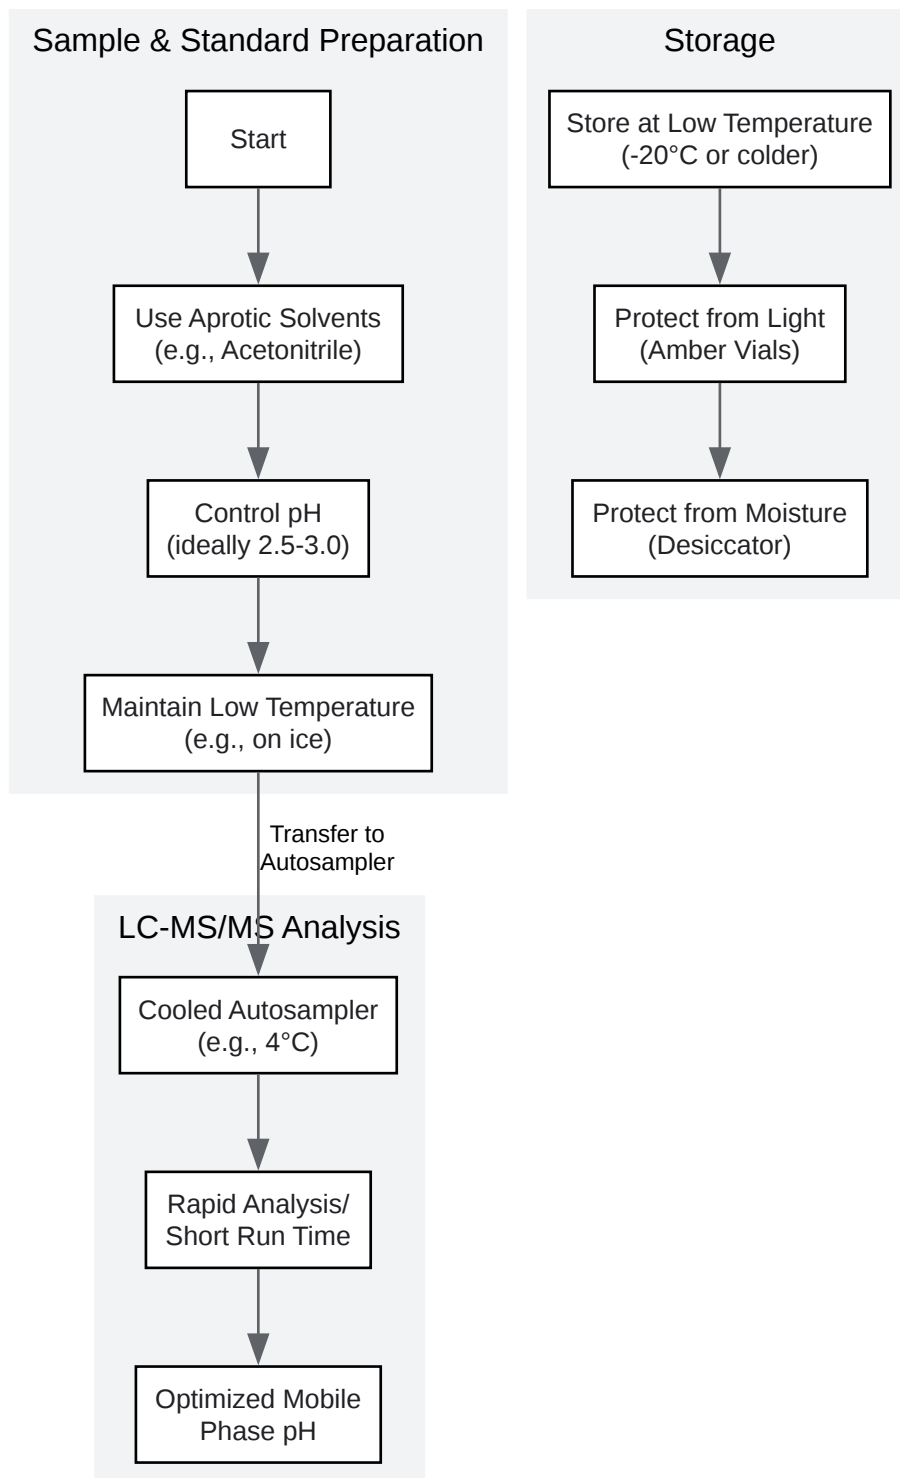 Sample & Standard Preparation
Start
Use Aprotic Solvents
(e.g., Acetonitrile)
Control pH
(ideally 2.5-3.0)
Maintain Low Temperature
(e.g., on ice)
Transfer to
Autosampler
LC-MS/MS Analysis
Cooled Autosampler
(e.g., 4°C)
Rapid Analysis/
Short Run Time
Optimized Mobile
Phase pH
Storage
Store at Low Temperature
(-20°C or colder)
Protect from Light
(Amber Vials)
Protect from Moisture
(Desiccator)